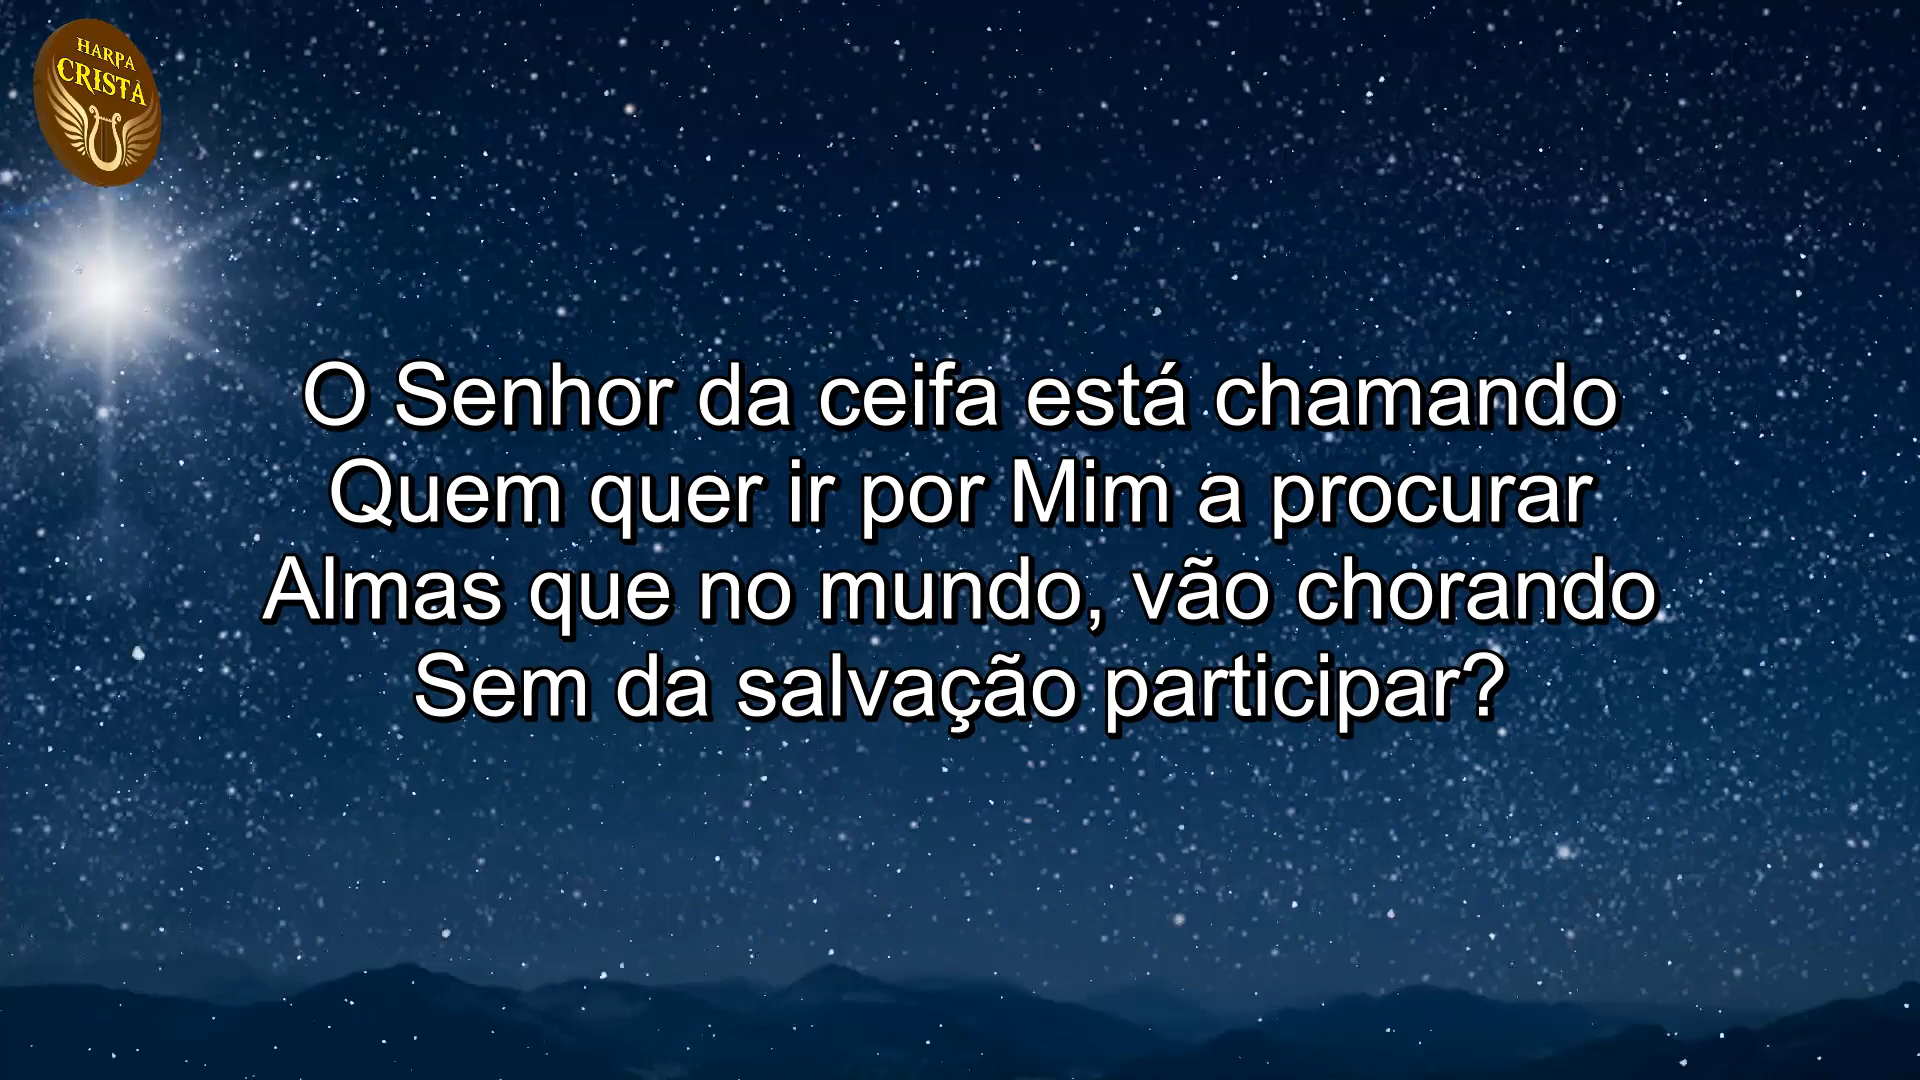 HARPA
CRISTÃ
O Senhor da ceifa está chamando
Quem quer ir por Mim a procurar
Almas que no mundo, vão chorando
Sem da salvação participar?